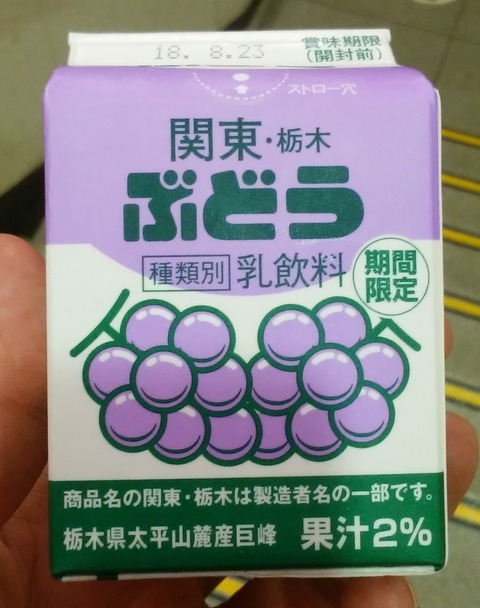 18. 8.23
賞味期限
(開封前)
ストロー穴
関東・栃木
ぶどう
種類別 乳飲料
期間
限定
商品名の関東・栃木は製造者名の一部です。
栃木県太平山麓産巨峰 果汁2%